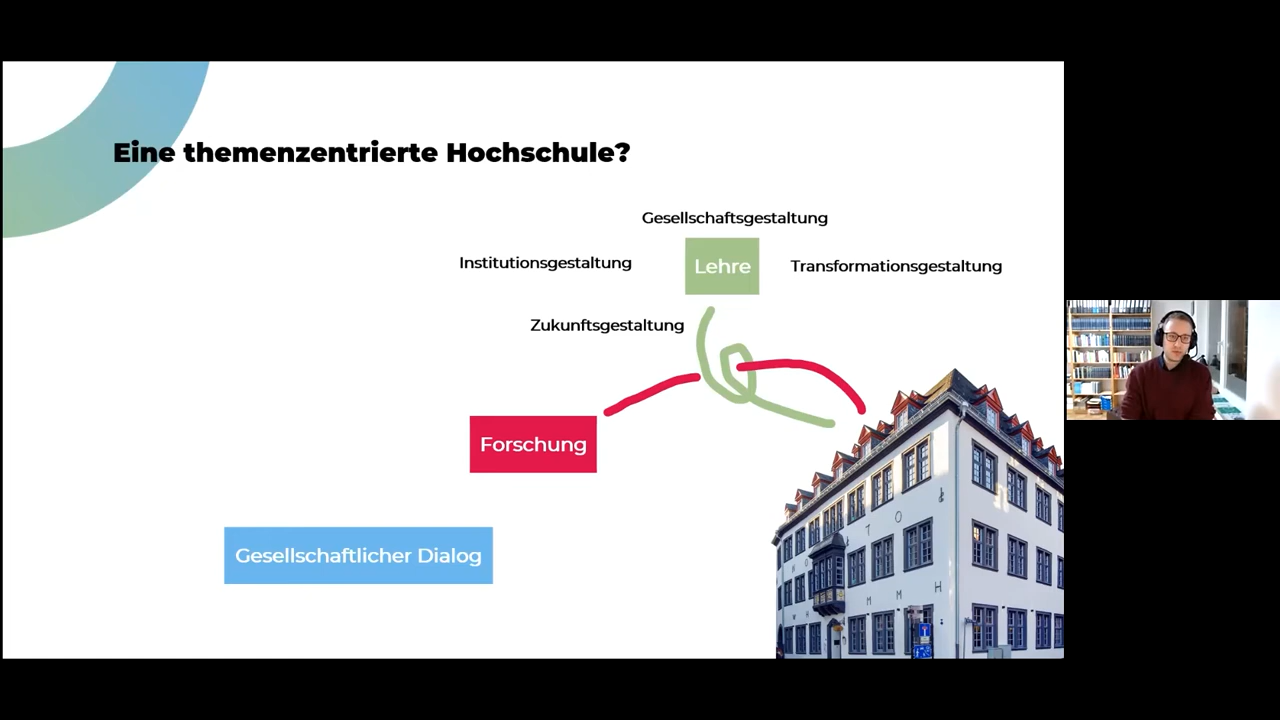 Eine themenzentrierte Hochschule?
Gesellschaftsgestaltung
Institutionsgestaltung
Lehre
Transformationsgestaltung
Zukunftsgestaltung
Forschung
Gesellschaftlicher Dialog